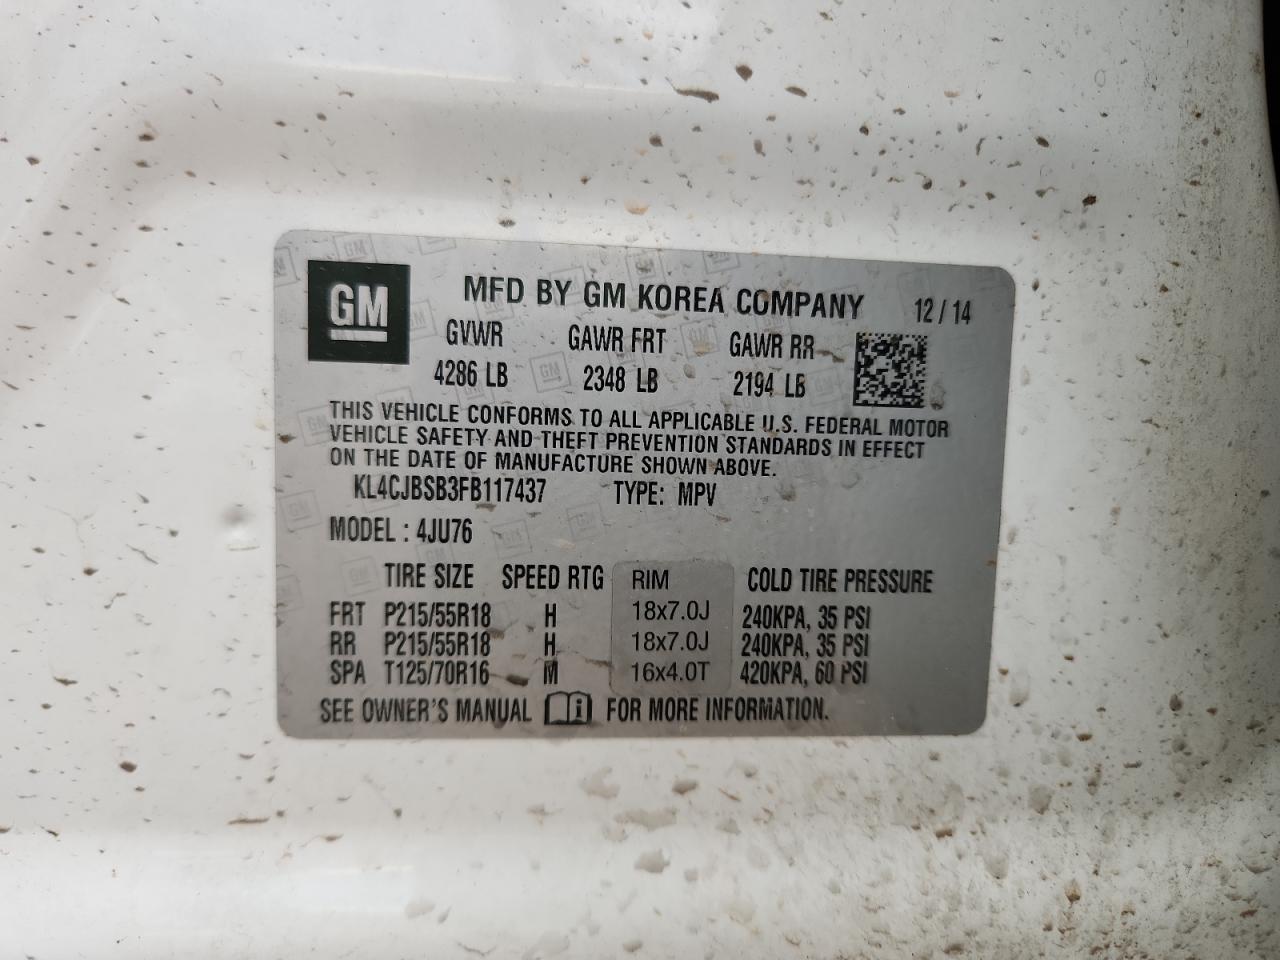 GM
MFD BY GM KOREA COMPANY 12 / 14
GVWR GAWR FRT GAWR RR
4286 LB 2348 LB 2194 LB
THIS VEHICLE CONFORMS TO ALL APPLICABLE U.S. FEDERAL MOTOR
VEHICLE SAFETY AND THEFT PREVENTION STANDARDS IN EFFECT
ON THE DATE OF MANUFACTURE SHOWN ABOVE.
KL4CJBSB3FB117437 TYPE: MPV
MODEL : 4JU76
TIRE SIZE SPEED RTG RIM COLD TIRE PRESSURE
FRT P215/55R18 H 18x7.0J 240KPA, 35 PSI
RR P215/55R18 H 18x7.0J 240KPA, 35 PSI
SPA T125/70R16 M 16x4.0T 420KPA, 60 PSI
SEE OWNER'S MANUAL i FOR MORE INFORMATION.